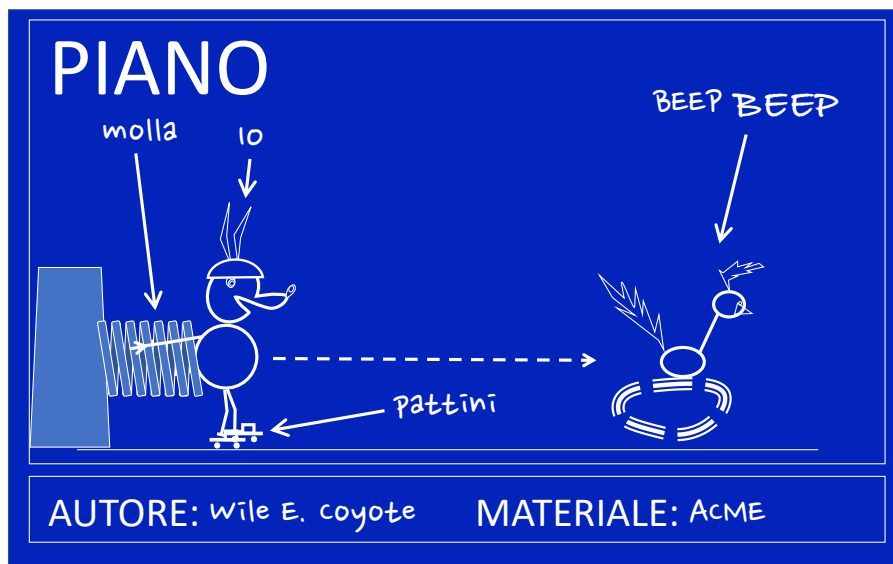 PIANO
molla
IO
BEEP BEEP
pattini
AUTORE: Wile E. Coyote
MATERIALE: ACME